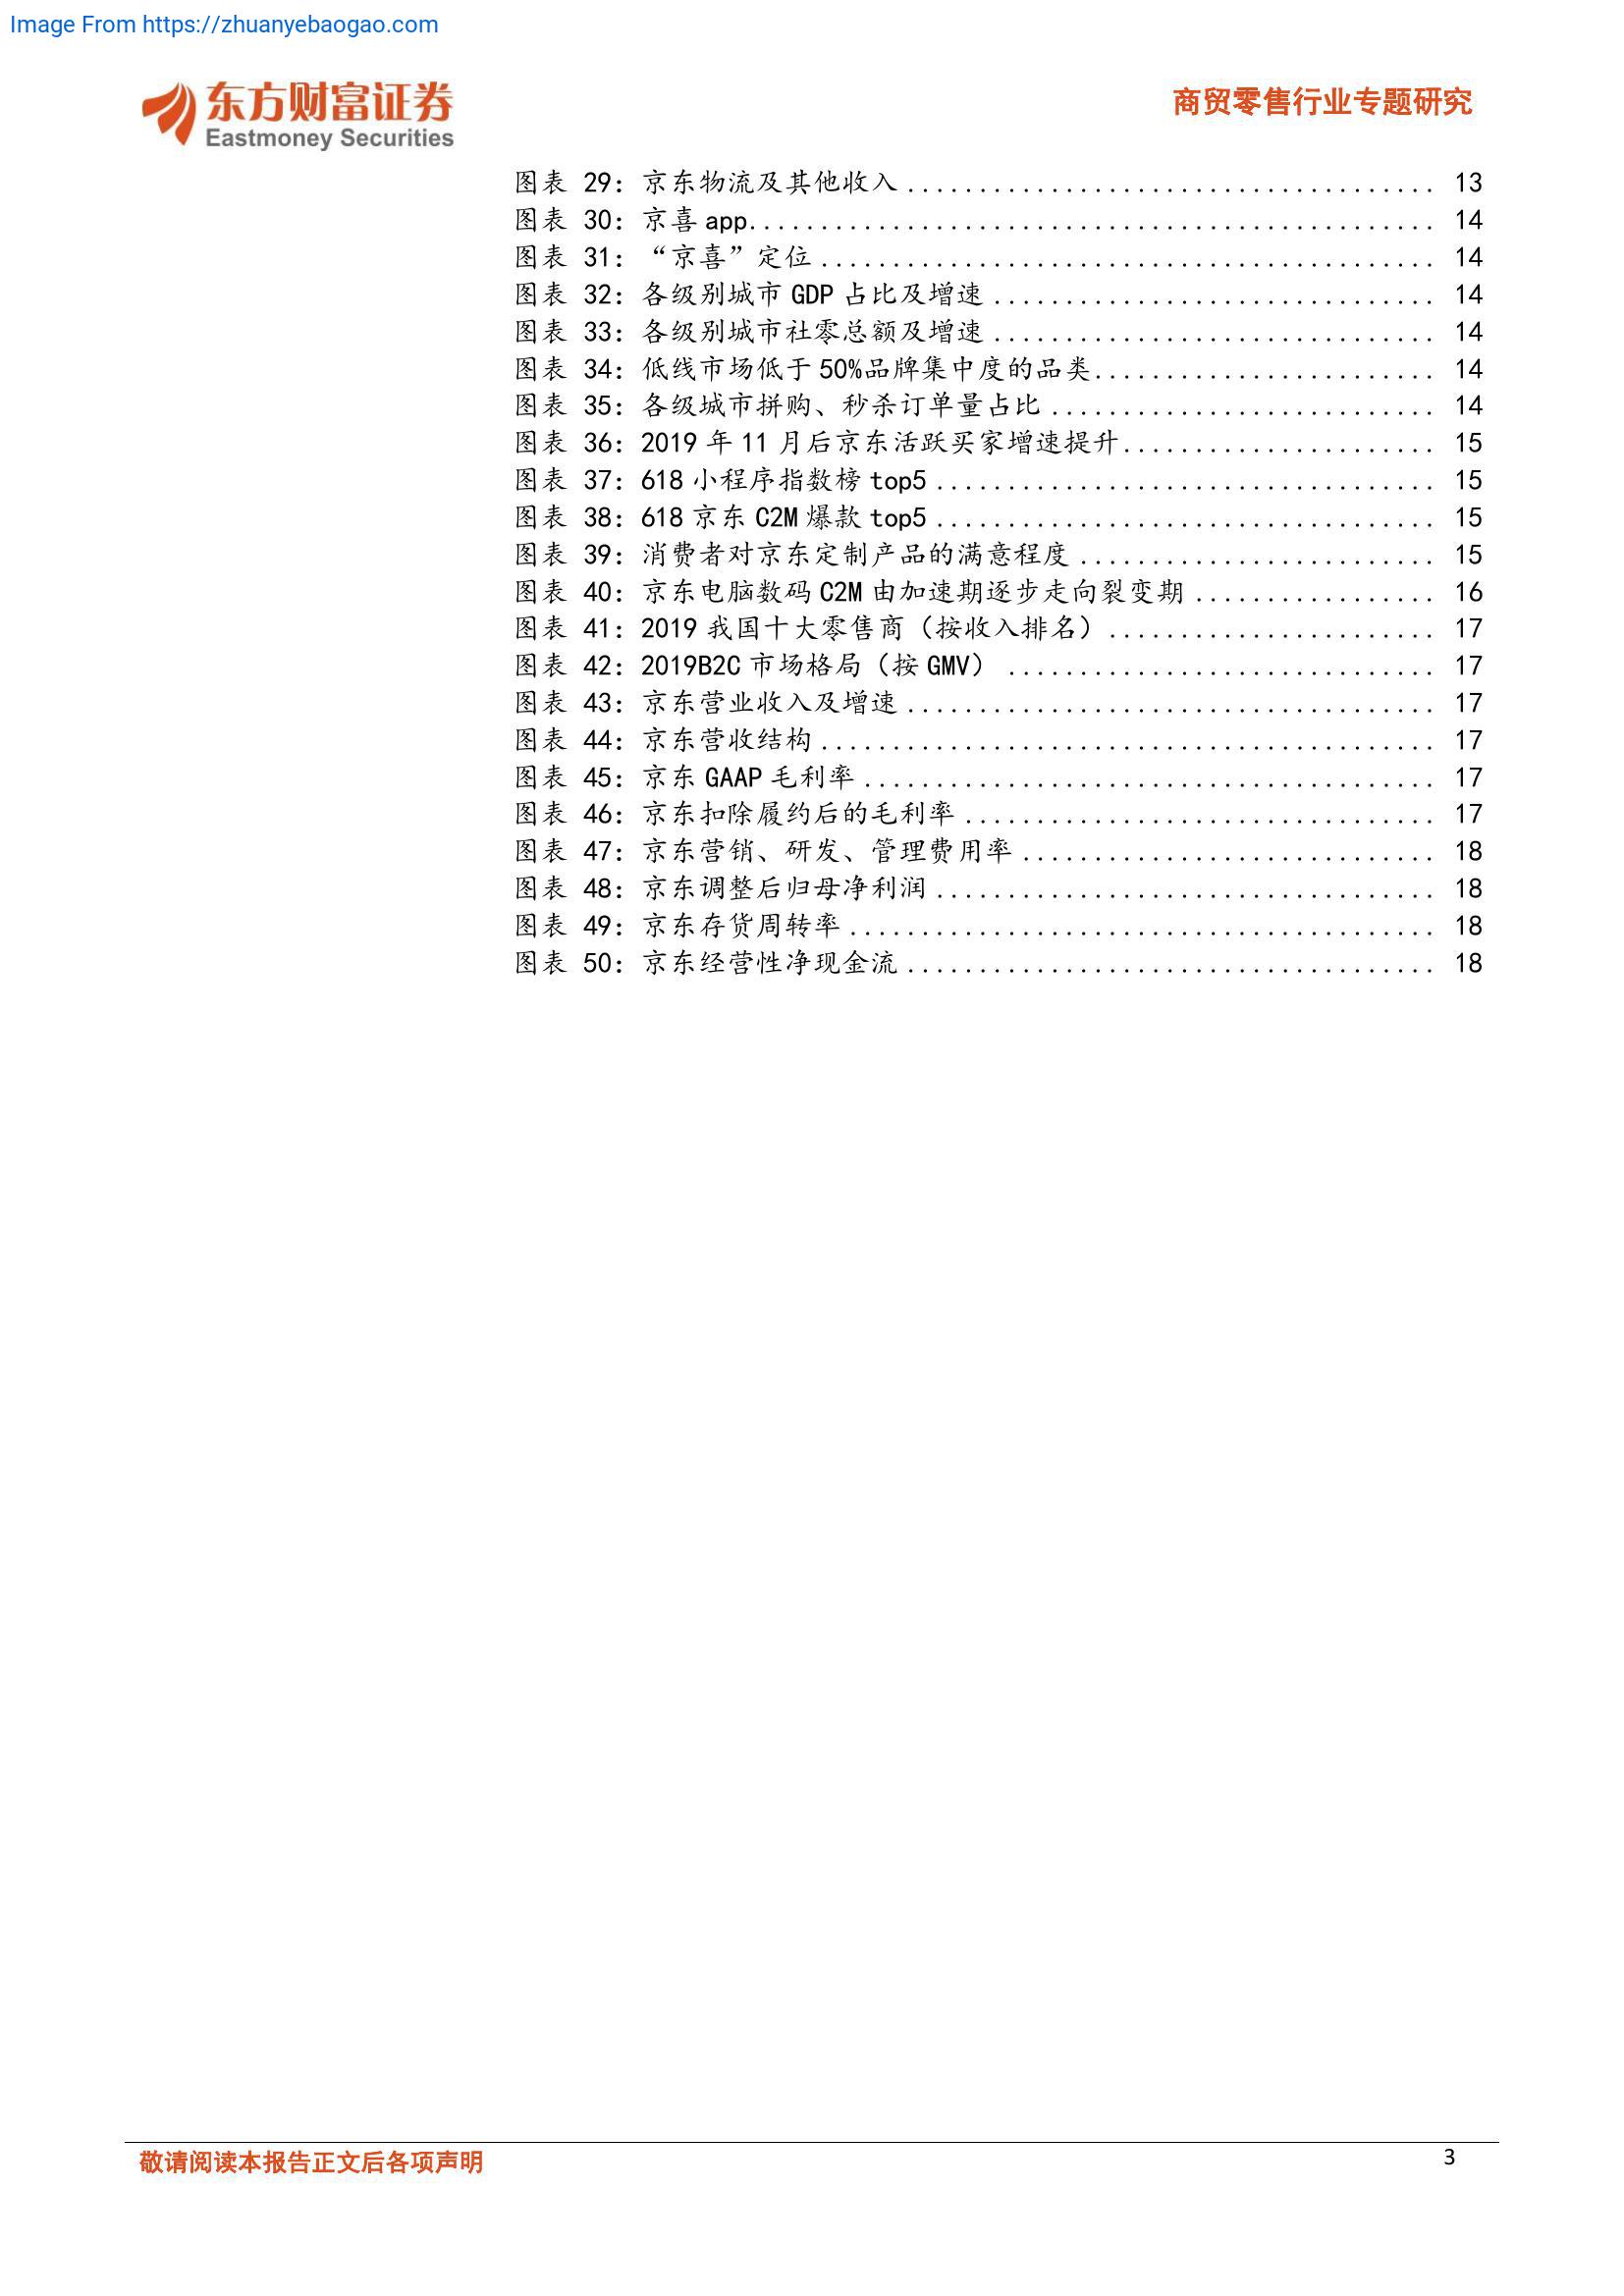 Image From https://zhuanyebaogao.com
东方财富证券
Eastmoney Securities
商贸零售行业专题研究
图表 29：京东物流及其他收入..................................... 13
图表 30：京喜 app................................................ 14
图表 31：“京喜”定位........................................... 14
图表 32：各级别城市 GDP 占比及增速............................... 14
图表 33：各级别城市社零总额及增速............................... 14
图表 34：低线市场低于 50%品牌集中度的品类........................ 14
图表 35：各级城市拼购、秒杀订单量占比........................... 14
图表 36：2019 年 11 月后京东活跃买家增速提升...................... 15
图表 37：618 小程序指数榜 top5................................... 15
图表 38：618 京东 C2M 爆款 top5................................... 15
图表 39：消费者对京东定制产品的满意程度......................... 15
图表 40：京东电脑数码 C2M 由加速期逐步走向裂变期................. 16
图表 41：2019 我国十大零售商（按收入排名）....................... 17
图表 42：2019B2C 市场格局（按 GMV）.............................. 17
图表 43：京东营业收入及增速..................................... 17
图表 44：京东营收结构........................................... 17
图表 45：京东 GAAP 毛利率........................................ 17
图表 46：京东扣除履约后的毛利率................................. 17
图表 47：京东营销、研发、管理费用率............................. 18
图表 48：京东调整后归母净利润................................... 18
图表 49：京东存货周转率......................................... 18
图表 50：京东经营性净现金流..................................... 18
敬请阅读本报告正文后各项声明
3